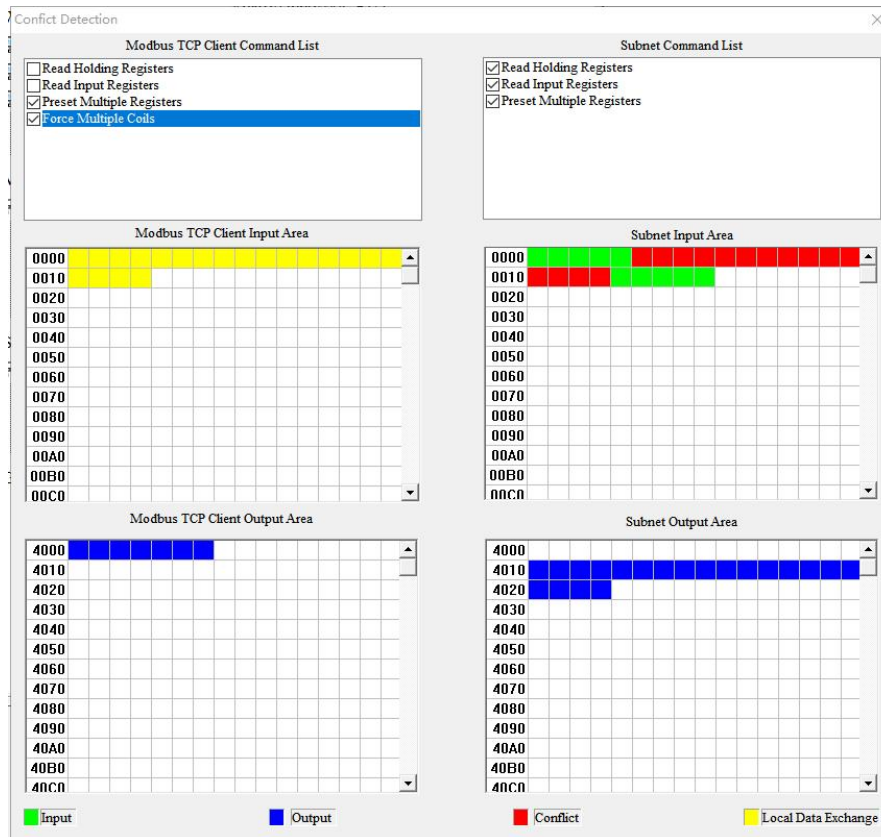 Confict Detection
Modbus TCP Client Command List
Read Holding Registers
Read Input Registers
Preset Multiple Registers
Force Multiple Coils
Subnet Command List
Read Holding Registers
Read Input Registers
Preset Multiple Registers
Modbus TCP Client Input Area
0000
0010
0020
0030
0040
0050
0060
0070
0080
0090
00A0
00B0
00C0
Subnet Input Area
0000
0010
0020
0030
0040
0050
0060
0070
0080
0090
00A0
00B0
00C0
Modbus TCP Client Output Area
4000
4010
4020
4030
4040
4050
4060
4070
4080
4090
40A0
40B0
40C0
Subnet Output Area
4000
4010
4020
4030
4040
4050
4060
4070
4080
4090
40A0
40B0
40C0
Input
Output
Conflict
Local Data Exchange